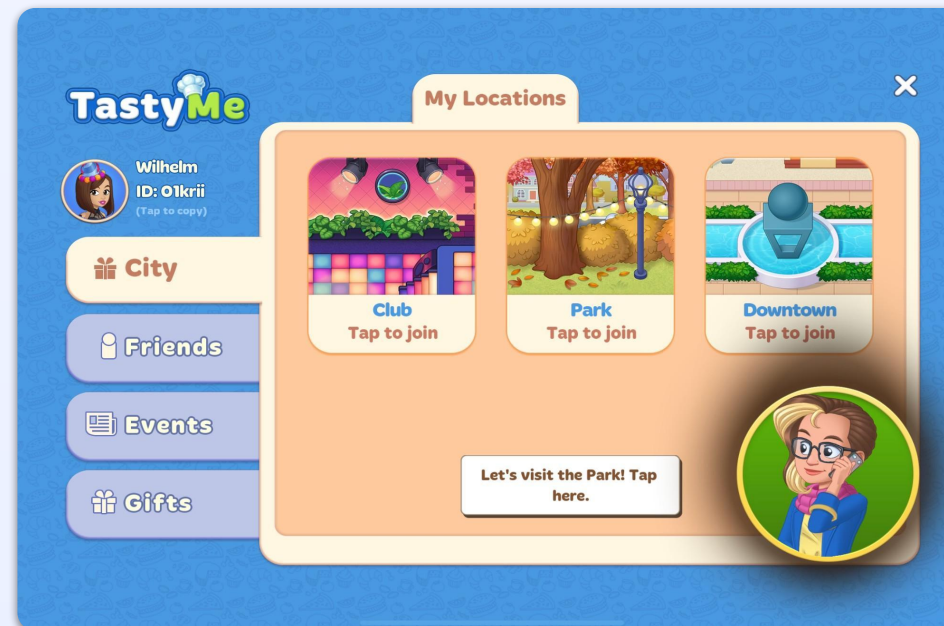 TastyMe
My Locations
Wilhelm
ID: 01krii
(Tap to copy)
City
Friends
Events
Gifts
Club
Tap to join
Park
Tap to join
Downtown
Tap to join
Let's visit the Park! Tap
here.